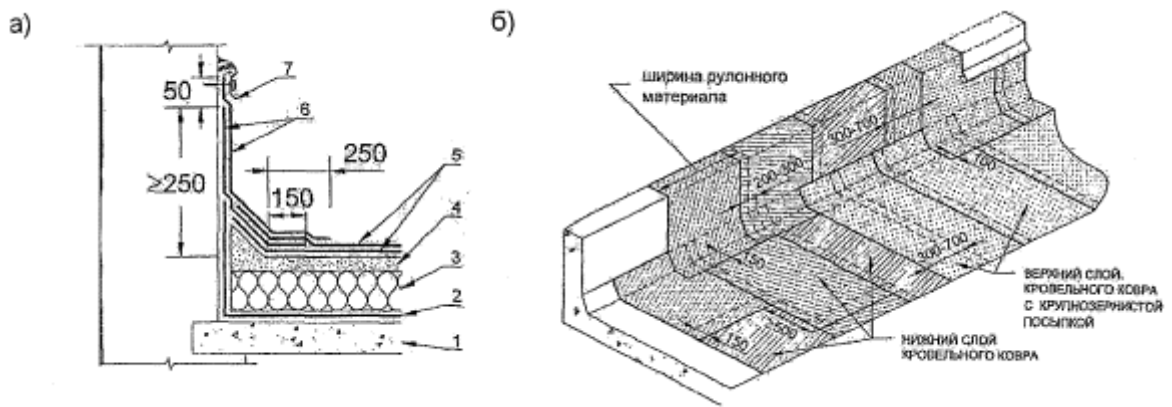 а)
50
≥250
250
150
7
6
5
4
3
2
1
б)
ширина рулонного
материала
200-300
300-700
700
150
300-700
150
ВЕРХНИЙ СЛОЙ.
КРОВЕЛЬНОГО КОВРА
С КРУПНОЗЕРНИСТОЙ
ПОСЫПКОЙ
НИЖНИЙ СЛОЙ
КРОВЕЛЬНОГО КОВРА